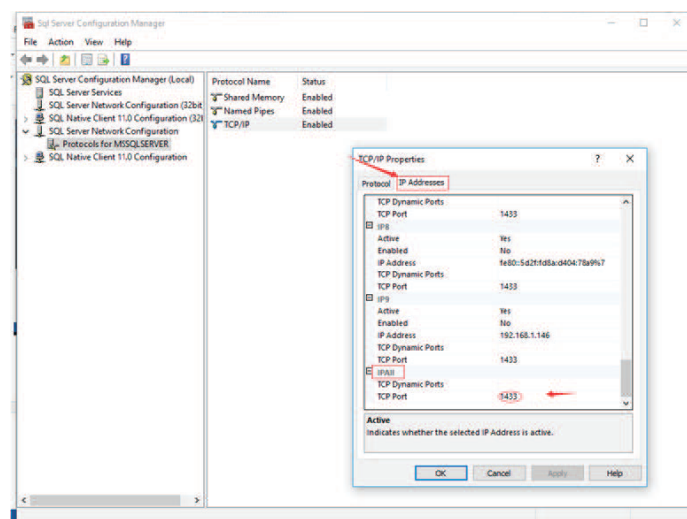 Sql Server Configuration Manager
File Action View Help
SQL Server Configuration Manager (Local)
SQL Server Services
SQL Server Network Configuration (32bit
SQL Native Client 11.0 Configuration (32l
SQL Server Network Configuration
Protocols for MSSQLSERVER
SQL Native Client 11.0 Configuration
Protocol Name Status
Shared Memory Enabled
Named Pipes Enabled
TCP/IP Enabled
TCP/IP Properties ? X
Protocol IP Addresses
TCP Dynamic Ports
TCP Port 1433
IP8
Active Yes
Enabled No
IP Address fe80::5d2f:fd8a:d404:78a9%7
TCP Dynamic Ports
TCP Port 1433
IP9
Active Yes
Enabled No
IP Address 192.168.1.146
TCP Dynamic Ports
TCP Port 1433
IPAll
TCP Dynamic Ports
TCP Port 1433
Active
Indicates whether the selected IP Address is active.
OK Cancel Apply Help